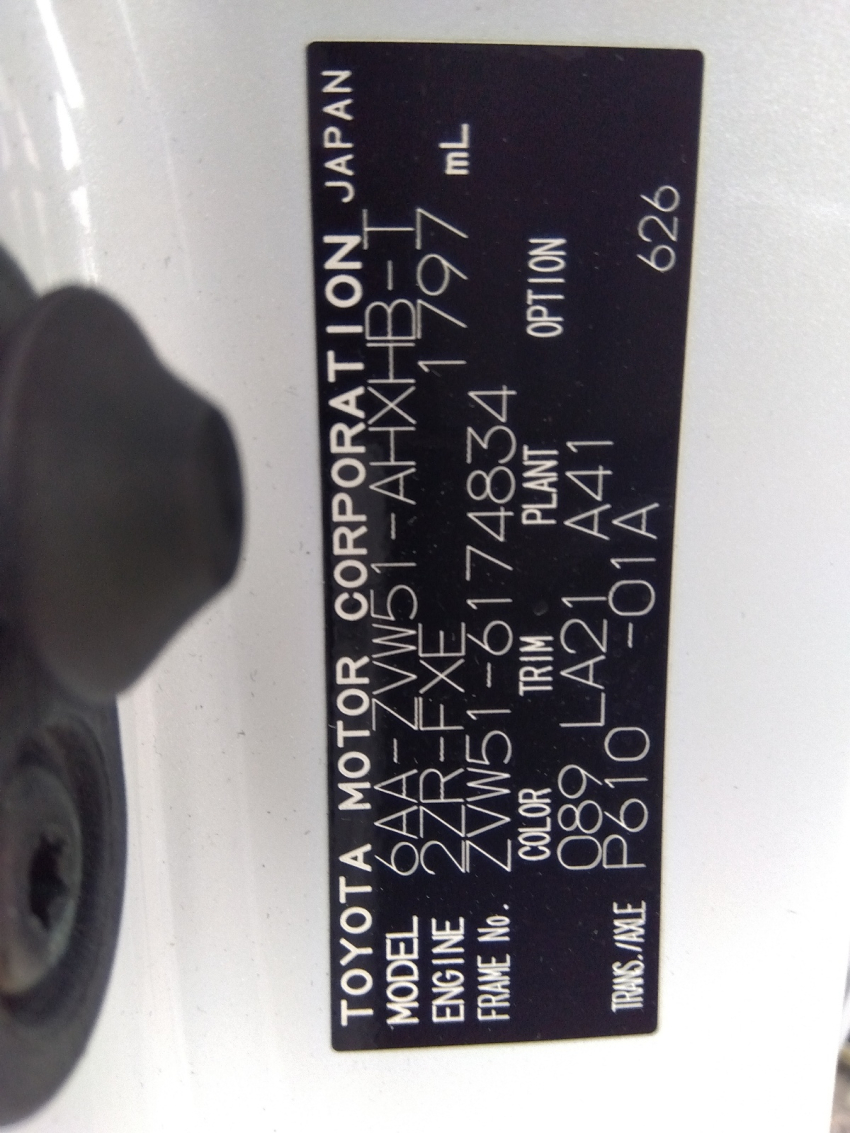 TOYOTA MOTOR CORPORATION JAPAN
MODEL 6AA-ZVW51-AHXHB-T
ENGINE 2ZR-FXE 1797 mL
FRAME No. ZVW51-6174834
COLOR TRIM PLANT OPTION
089 LA21 A41
TRANS./AXLE P610 -01A 626